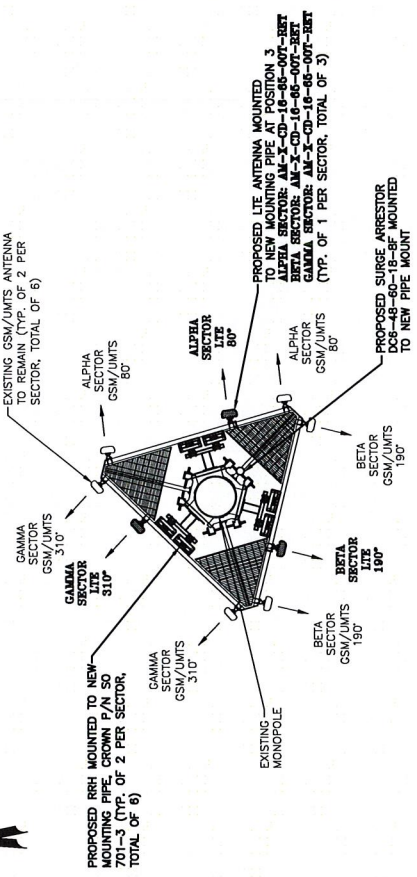 EXISTING GSM/UMTS ANTENNA
TO REMAIN (TYP. OF 2 PER
SECTOR, TOTAL OF 6)
ALPHA
SECTOR
GSM/UMTS
80°
GAMMA
SECTOR
GSM/UMTS
310°
GAMMA
SECTOR
LTE
310°
PROPOSED RRH MOUNTED TO NEW
MOUNTING PIPE, CROWN P/N SO
701-3 (TYP. OF 2 PER SECTOR,
TOTAL OF 6)
ALPHA
SECTOR
LTE
80°
PROPOSED LTE ANTENNA MOUNTED
TO NEW MOUNTING PIPE AT POSITION 3
ALPHA SECTOR: AM-X-CD-16-65-00T-RET
BETA SECTOR: AM-X-CD-16-65-00T-RET
GAMMA SECTOR: AM-X-CD-16-65-00T-RET
(TYP. OF 1 PER SECTOR, TOTAL OF 3)
ALPHA
SECTOR
GSM/UMTS
80°
PROPOSED SURGE ARRESTOR
DC6-48-60-18-8F MOUNTED
TO NEW PIPE MOUNT
BETA
SECTOR
GSM/UMTS
190°
BETA
SECTOR
LTE
190°
BETA
SECTOR
GSM/UMTS
190°
GAMMA
SECTOR
GSM/UMTS
310°
EXISTING
MONOPOLE